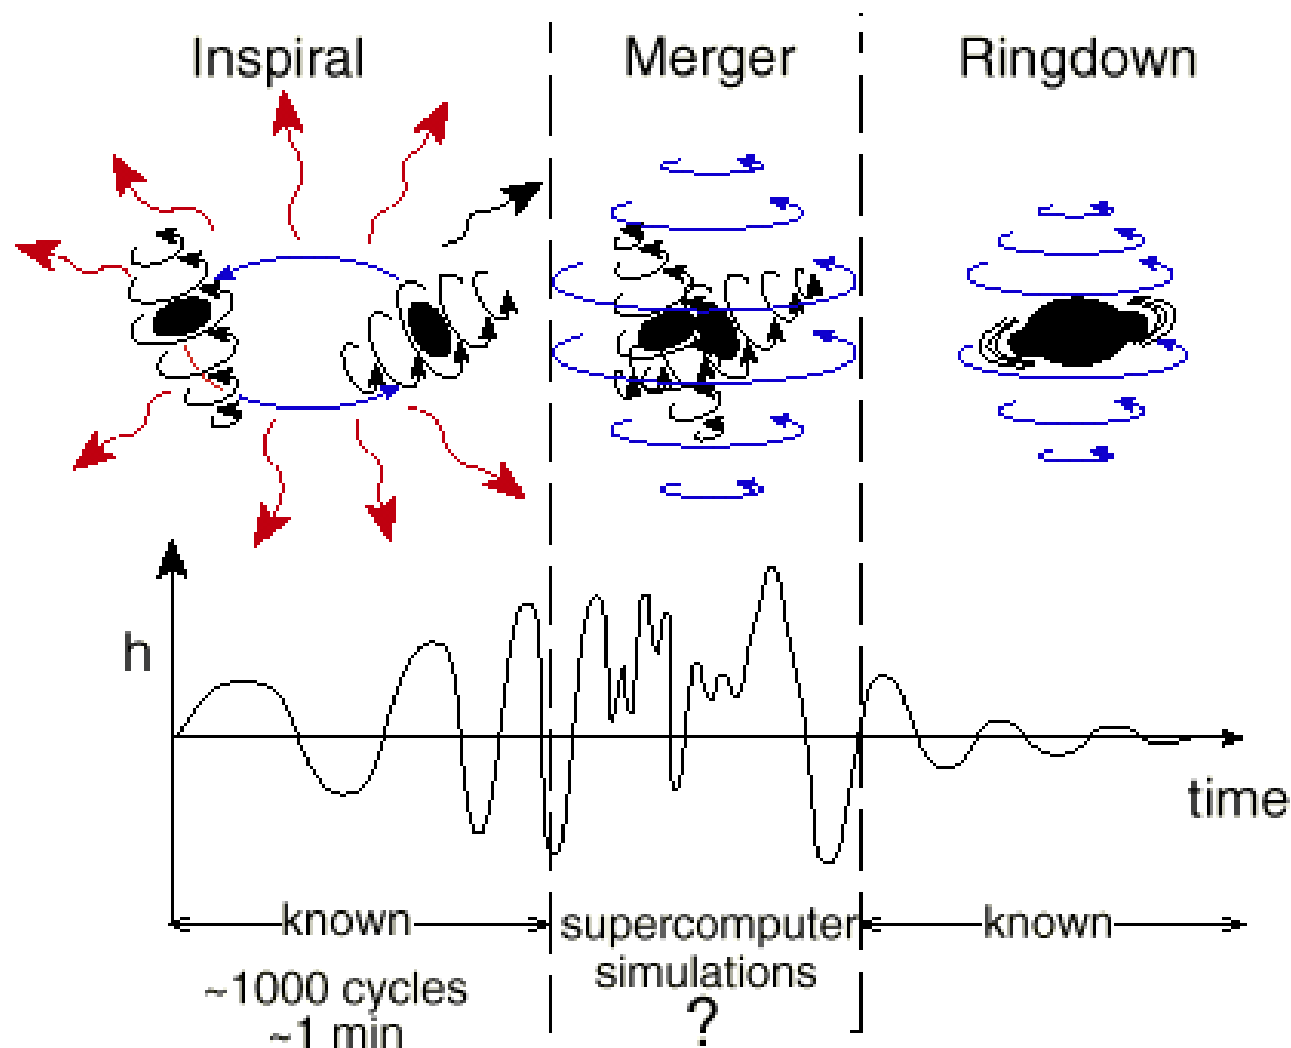 Inspiral
Merger
Ringdown
h
time
known
supercomputer
simulations
?
known
~1000 cycles
~1 min